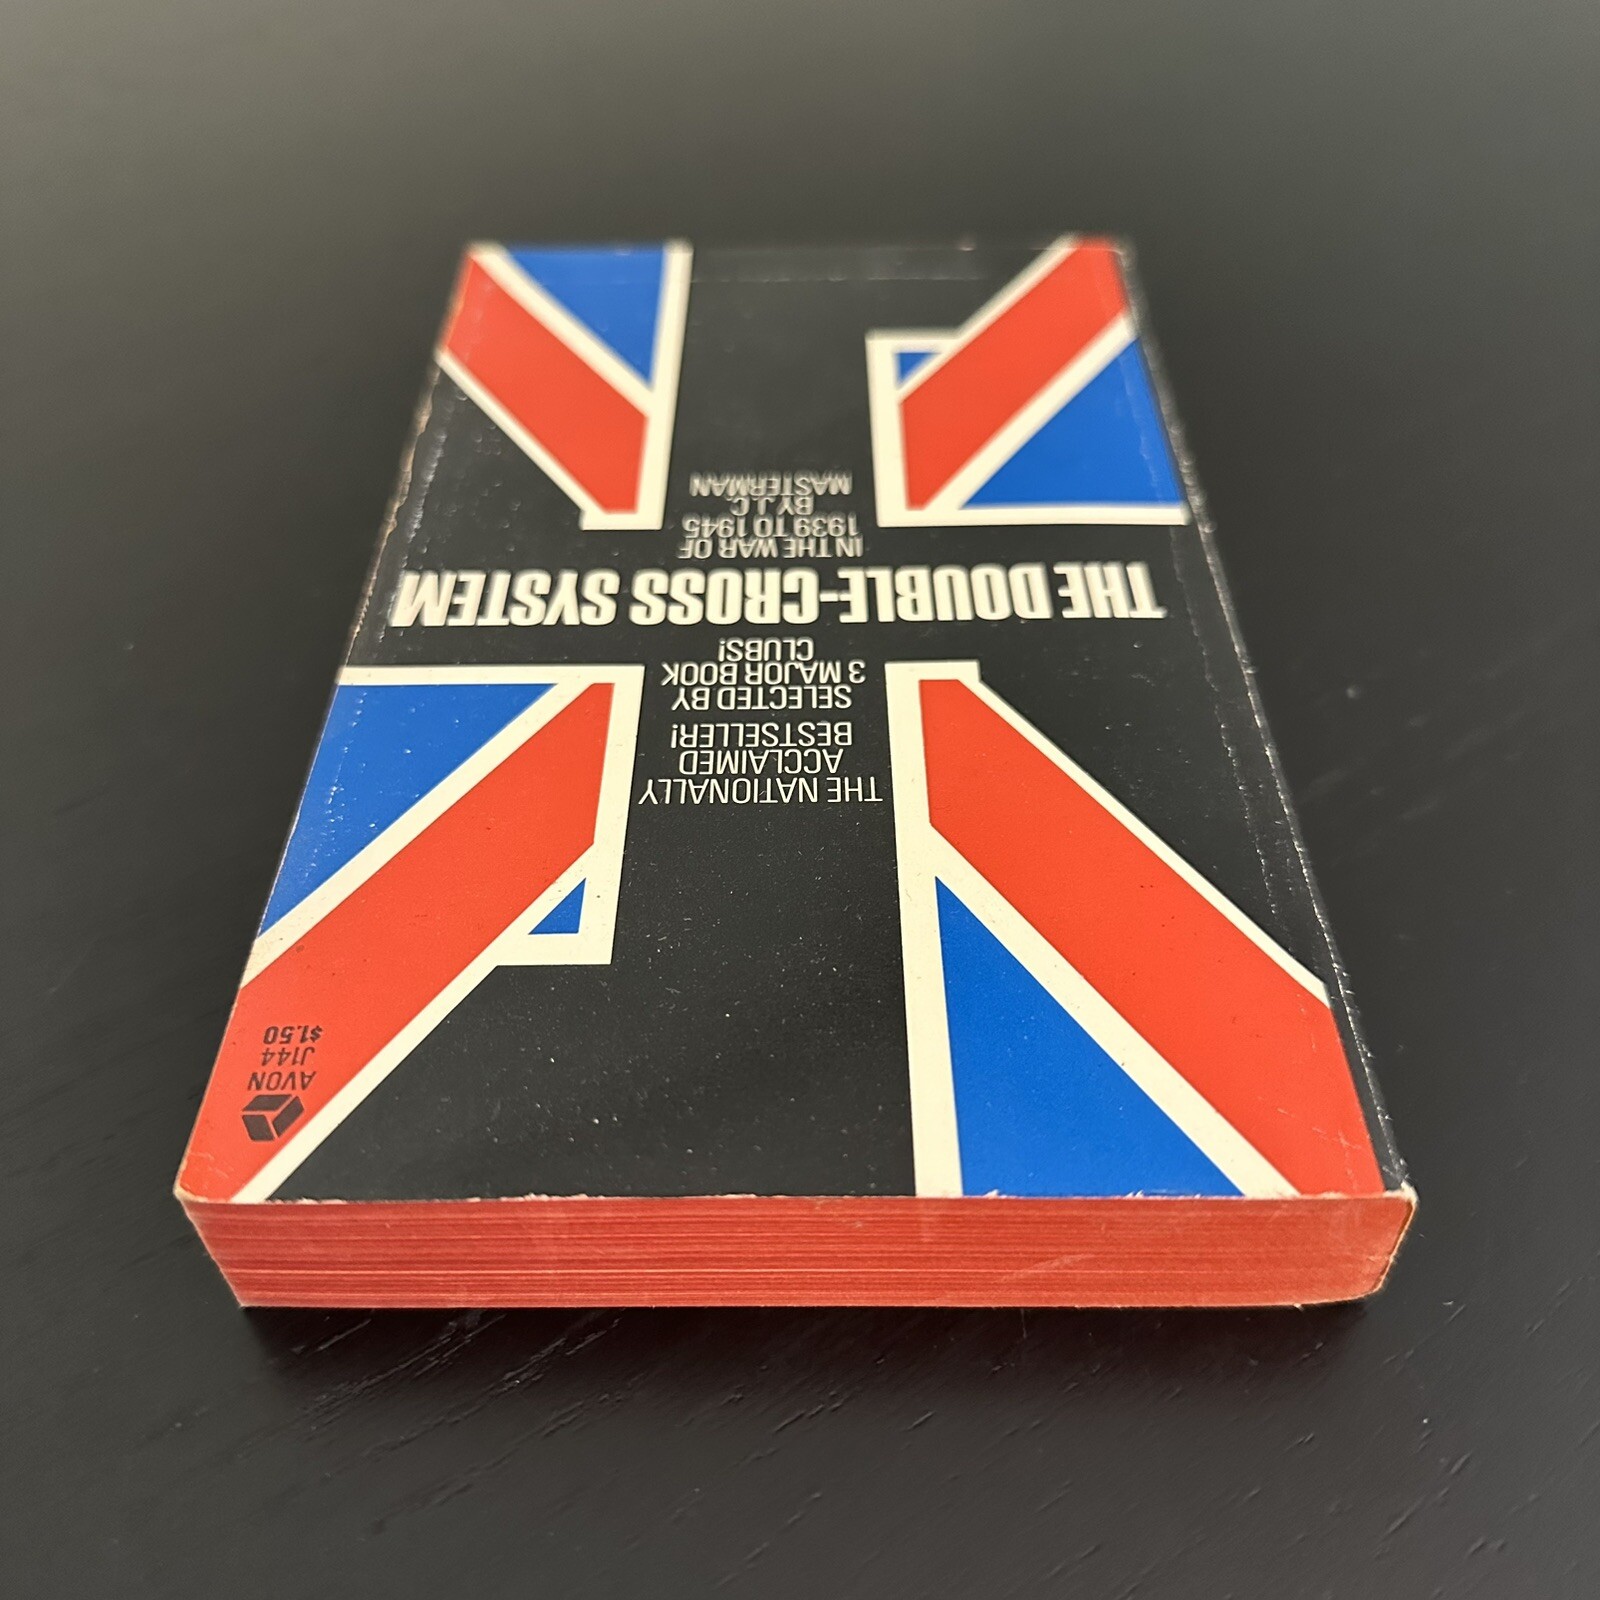 AVON
J144
$1.50
THE NATIONALLY
ACCLAIMED
BESTSELLER!
SELECTED BY
3 MAJOR BOOK
CLUBS!
THE DOUBLE-CROSS SYSTEM
IN THE WAR OF
1939 TO 1945
BY J.C.
MASTERMAN